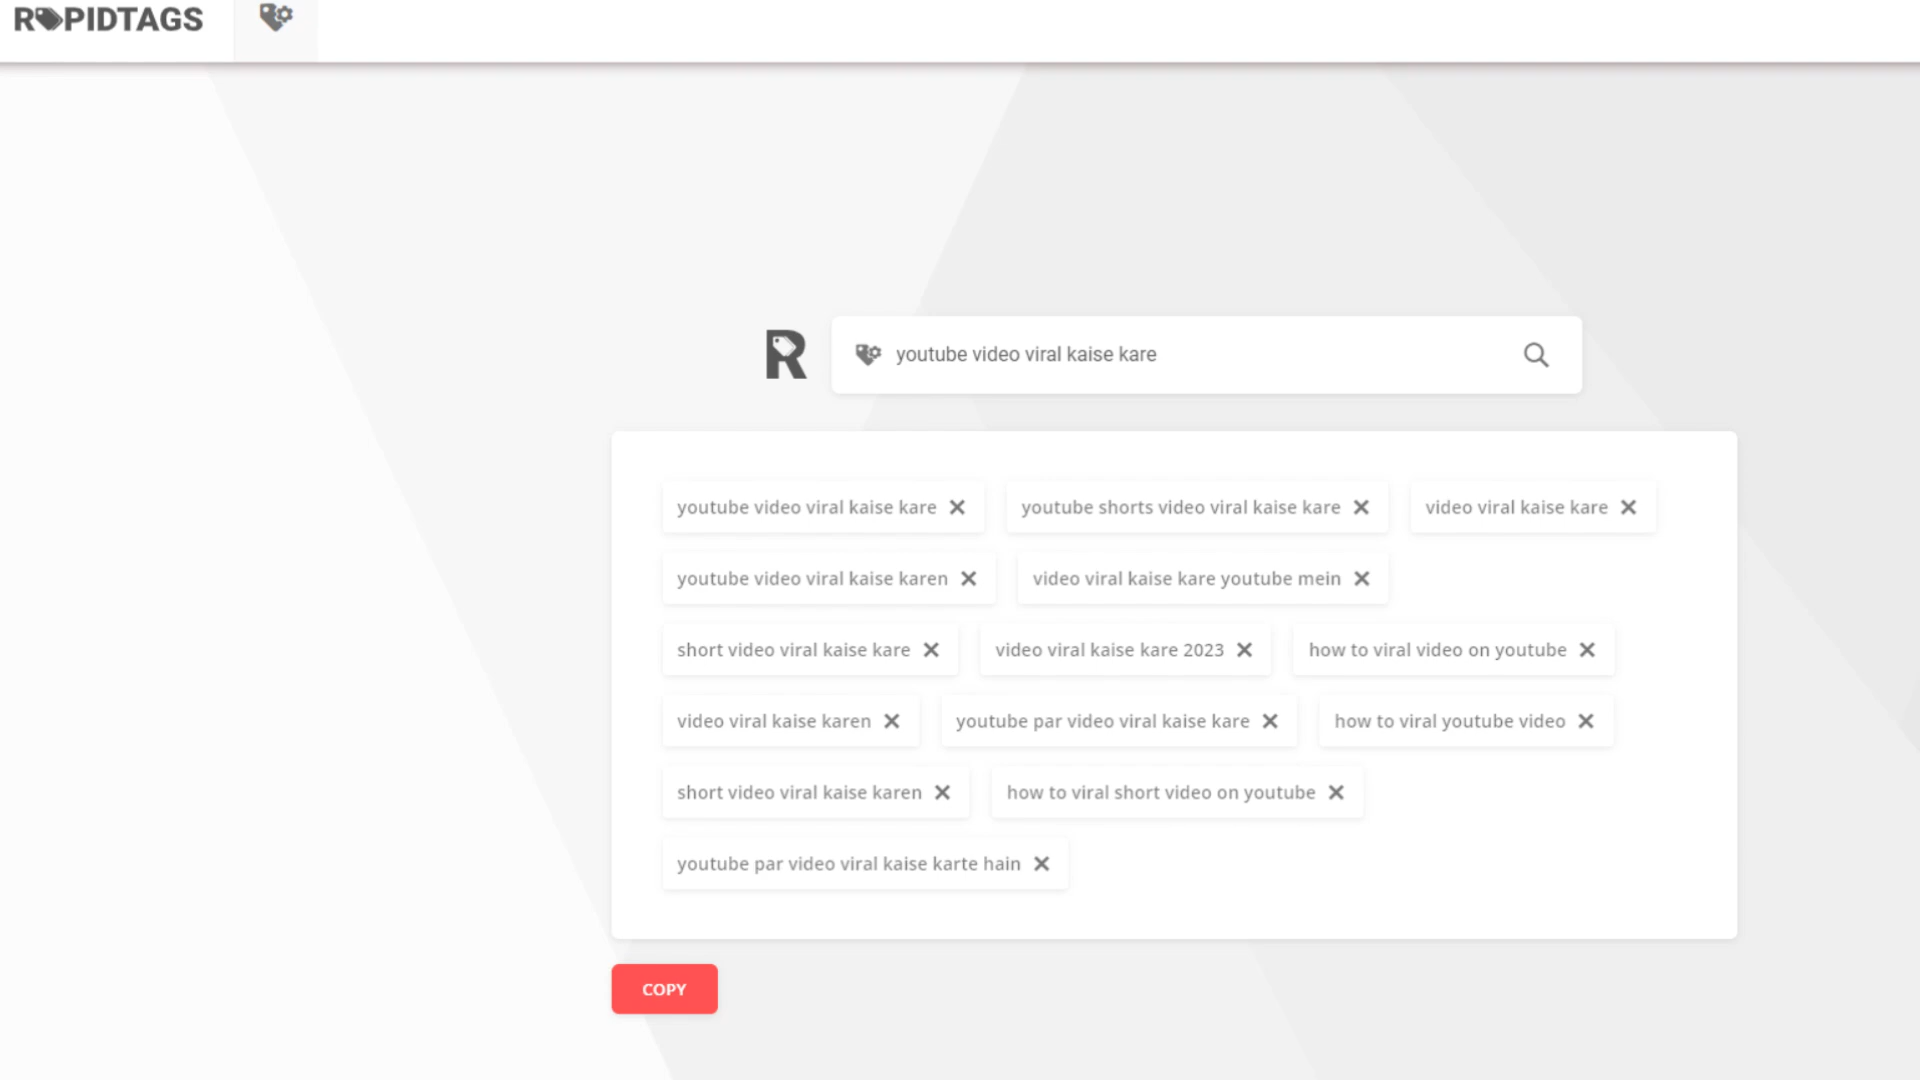 RAPIDTAGS
youtube video viral kaise kare
youtube video viral kaise kare youtube shorts video viral kaise kare video viral kaise kare
youtube video viral kaise karen video viral kaise kare youtube mein
short video viral kaise kare video viral kaise kare 2023 how to viral video on youtube
video viral kaise karen youtube par video viral kaise kare how to viral youtube video
short video viral kaise karen how to viral short video on youtube
youtube par video viral kaise karte hain
COPY